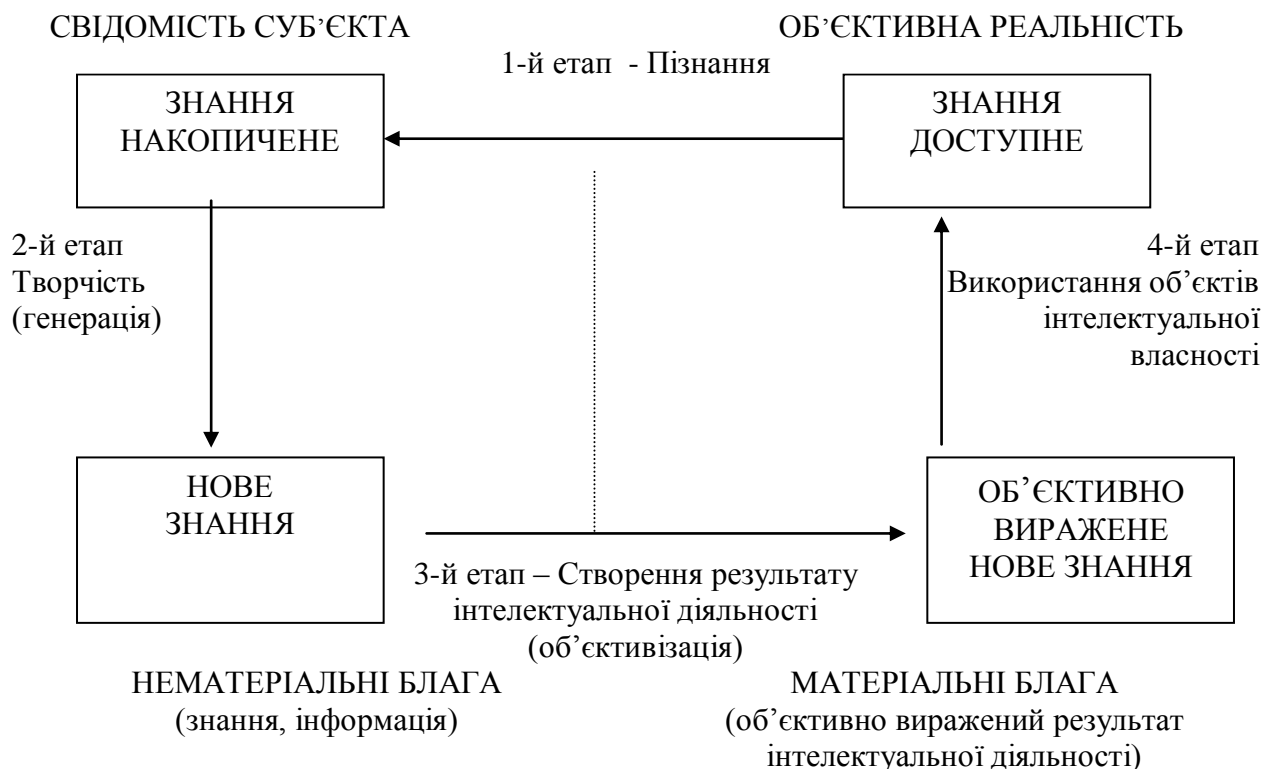 СВІДОМІСТЬ СУБ’ЄКТА
ОБ’ЄКТИВНА РЕАЛЬНІСТЬ
1-й етап - Пізнання
ЗНАННЯ
НАКОПИЧЕНЕ
ЗНАННЯ
ДОСТУПНЕ
2-й етап
Творчість
(генерація)
4-й етап
Використання об’єктів
інтелектуальної
власності
НОВЕ
ЗНАННЯ
ОБ’ЄКТИВНО
ВИРАЖЕНЕ
НОВЕ ЗНАННЯ
3-й етап – Створення результату
інтелектуальної діяльності
(об’єктивізація)
НЕМАТЕРІАЛЬНІ БЛАГА
(знання, інформація)
МАТЕРІАЛЬНІ БЛАГА
(об’єктивно виражений результат
інтелектуальної діяльності)